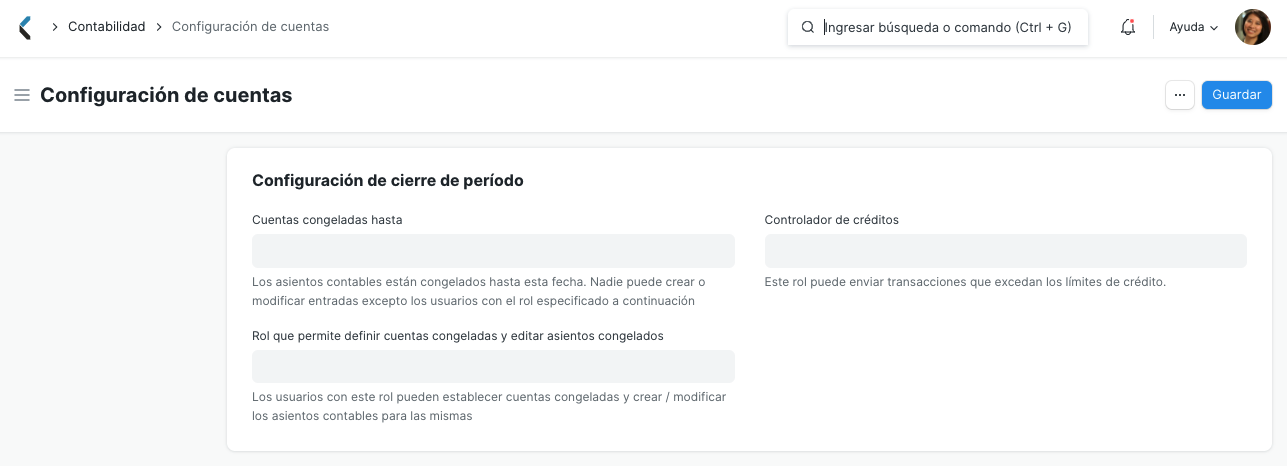 Contabilidad
Configuración de cuentas
Ingresar búsqueda o comando (Ctrl + G)
Ayuda
Configuración de cuentas
...
Guardar
Configuración de cierre de período
Cuentas congeladas hasta
Los asientos contables están congelados hasta esta fecha. Nadie puede crear o
modificar entradas excepto los usuarios con el rol especificado a continuación
Controlador de créditos
Este rol puede enviar transacciones que excedan los límites de crédito.
Rol que permite definir cuentas congeladas y editar asientos congelados
Los usuarios con este rol pueden establecer cuentas congeladas y crear / modificar
los asientos contables para las mismas